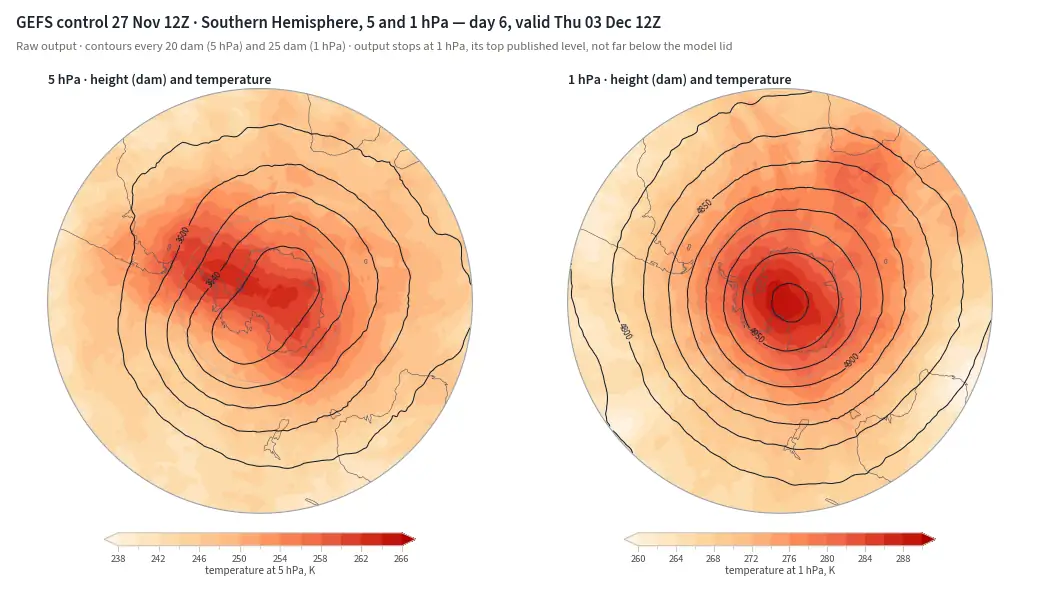 GEFS control 27 Nov 12Z · Southern Hemisphere, 5 and 1 hPa — day 6, valid Thu 03 Dec 12Z
Raw output · contours every 20 dam (5 hPa) and 25 dam (1 hPa) · output stops at 1 hPa, its top published level, not far below the model lid
5 hPa · height (dam) and temperature
1 hPa · height (dam) and temperature
3600
4850
4800
4950
4900
238 242 246 250 254 258 262 266
temperature at 5 hPa, K
260 264 268 272 276 280 284 288
temperature at 1 hPa, K